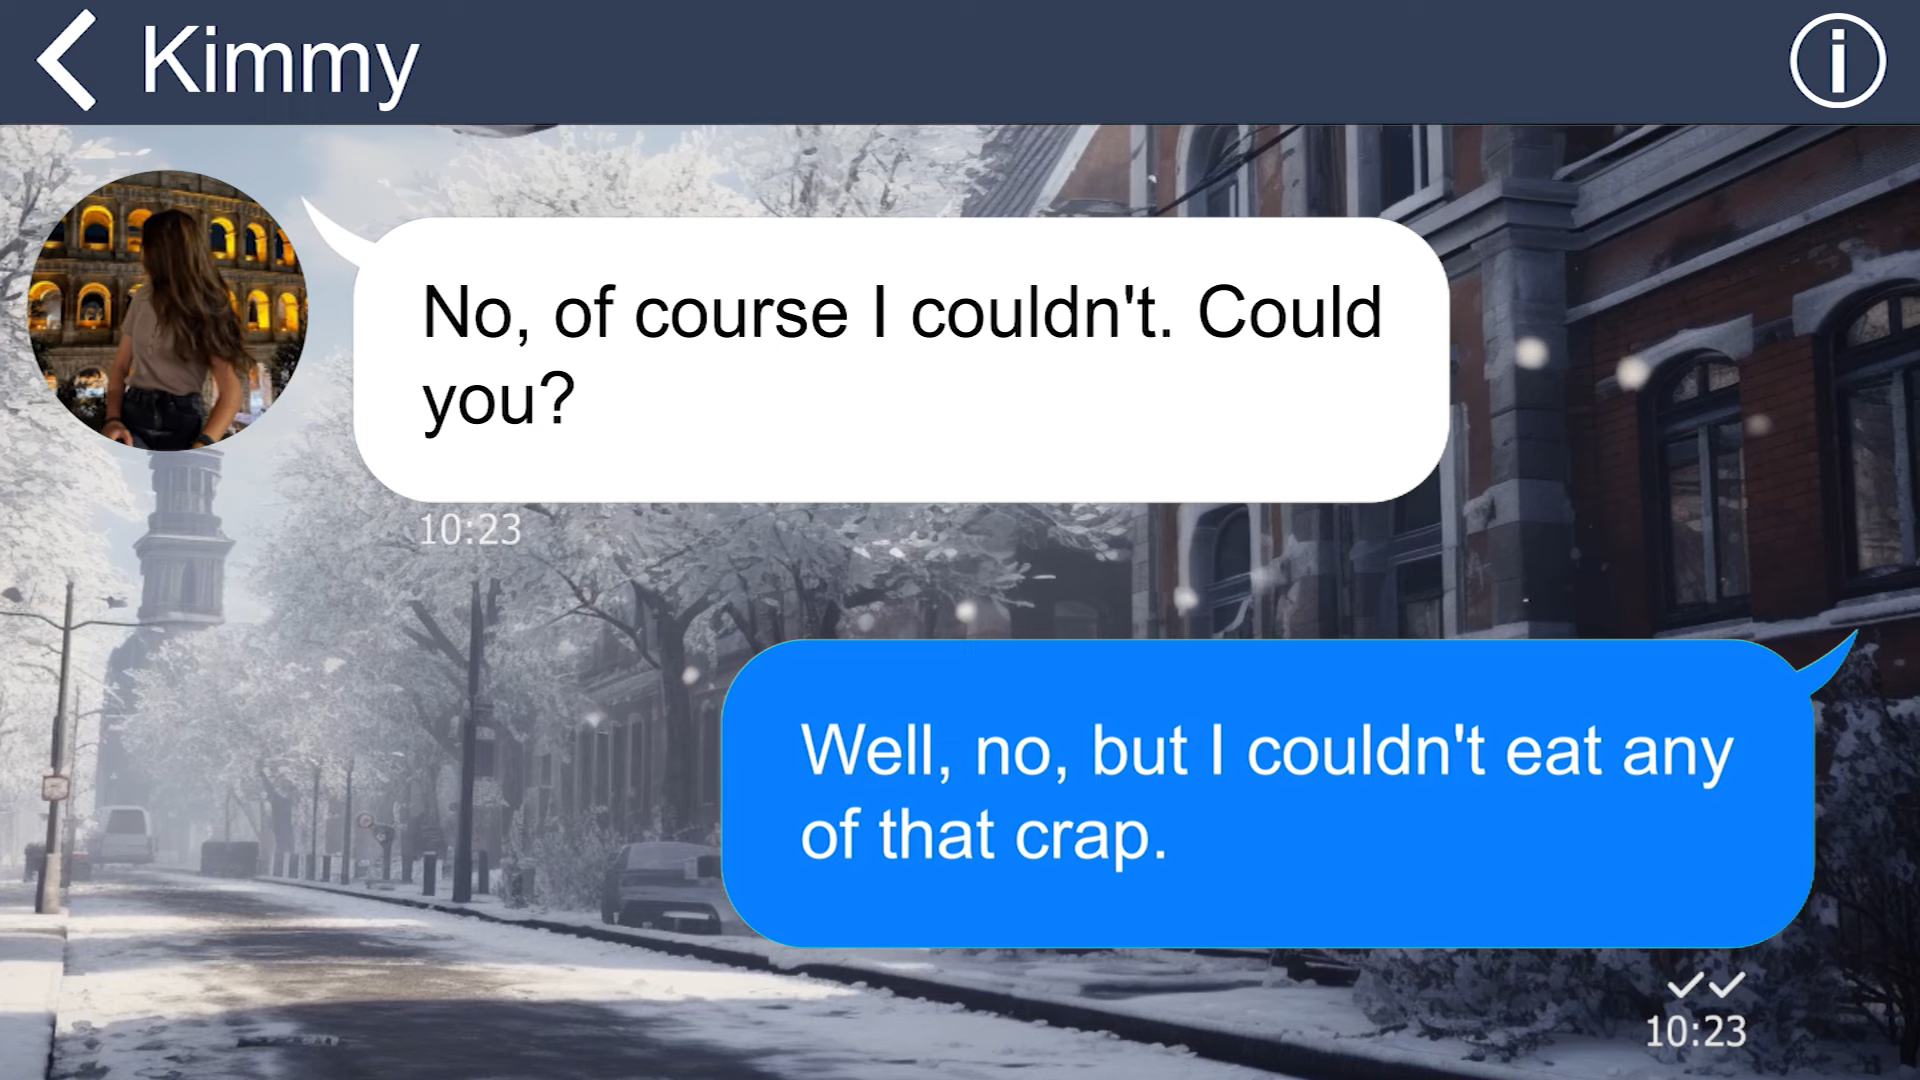 Kimmy
No, of course I couldn't. Could
you?
10:23
Well, no, but I couldn't eat any
of that crap.
10:23